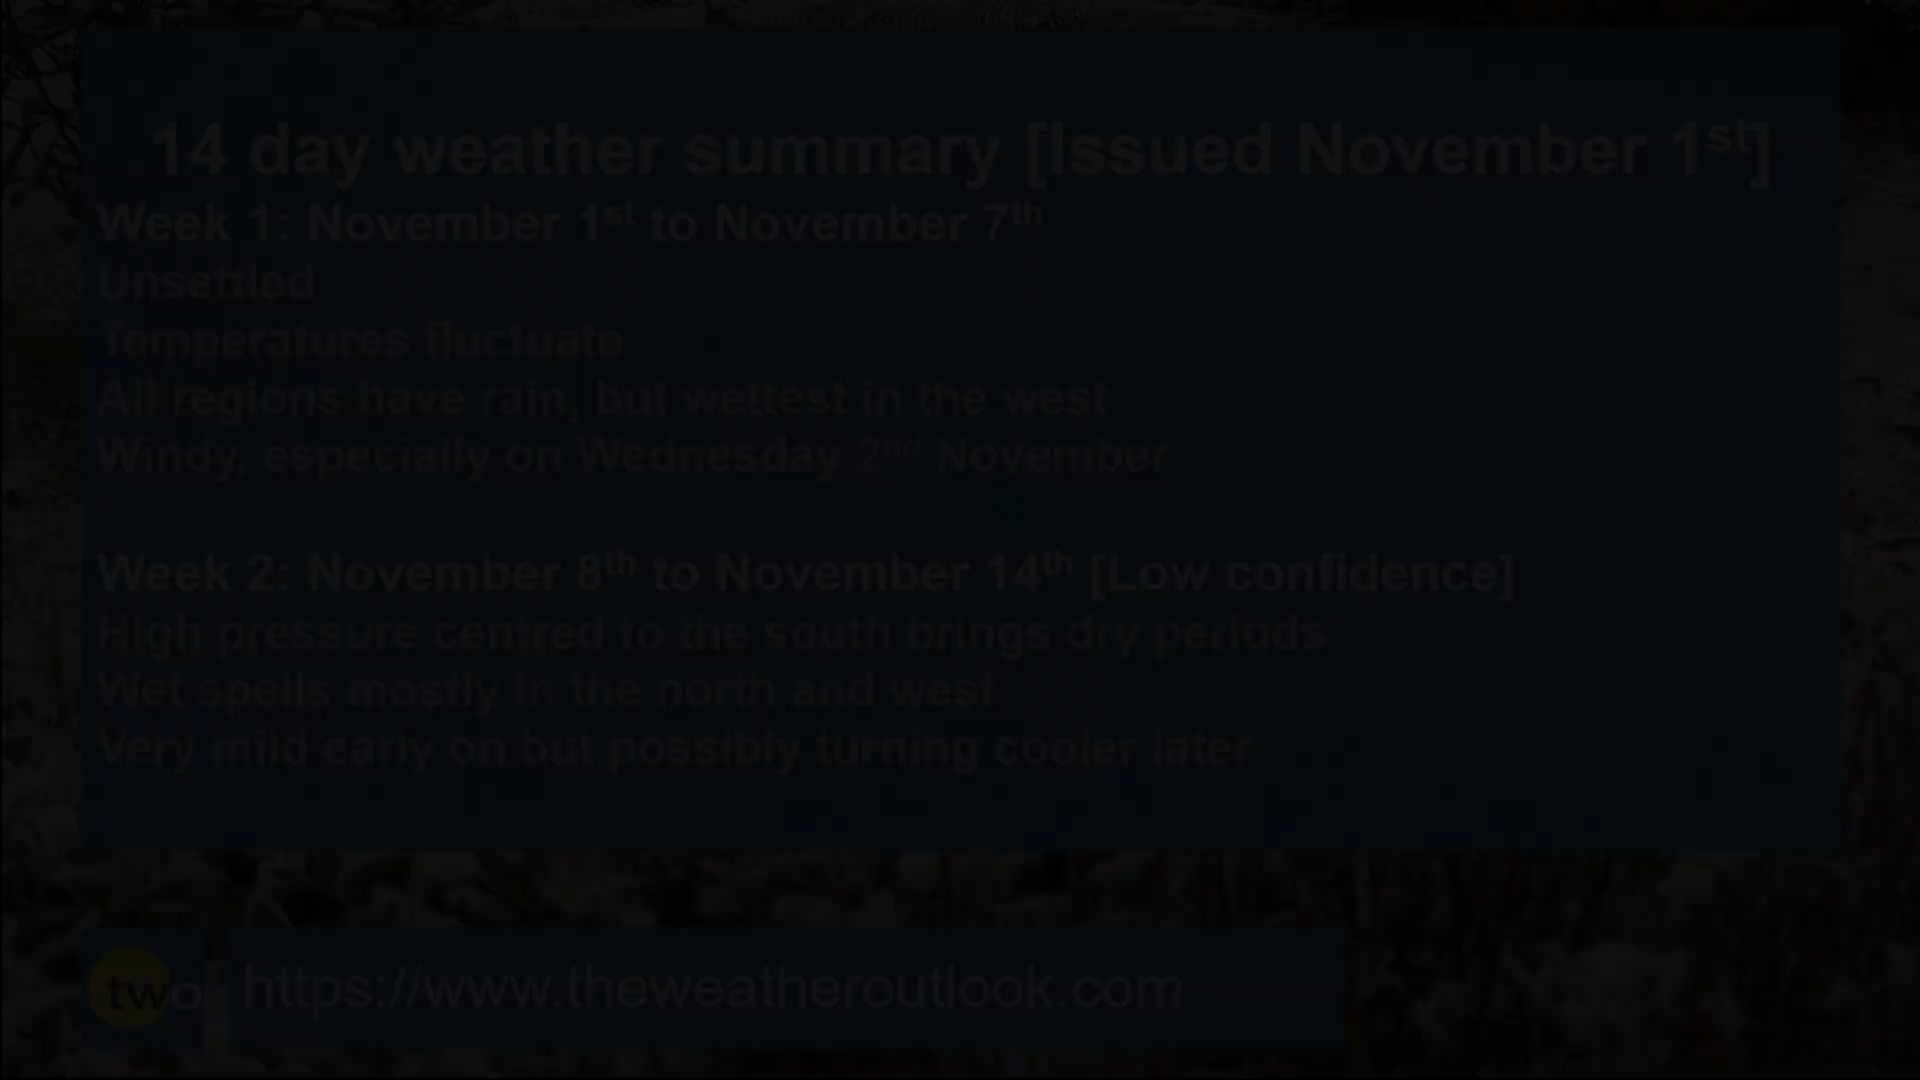 14 day weather summary [Issued November 1st]
Week 1: November 1st to November 7th
Unsettled
Temperatures fluctuate
All regions have rain, but wettest in the west
Windy, especially on Wednesday 2nd November
Week 2: November 8th to November 14th [Low confidence]
High pressure centred to the south brings dry periods
Wet spells mostly in the north and west
Very mild early on but possibly turning cooler later
two https://www.theweatheroutlook.com